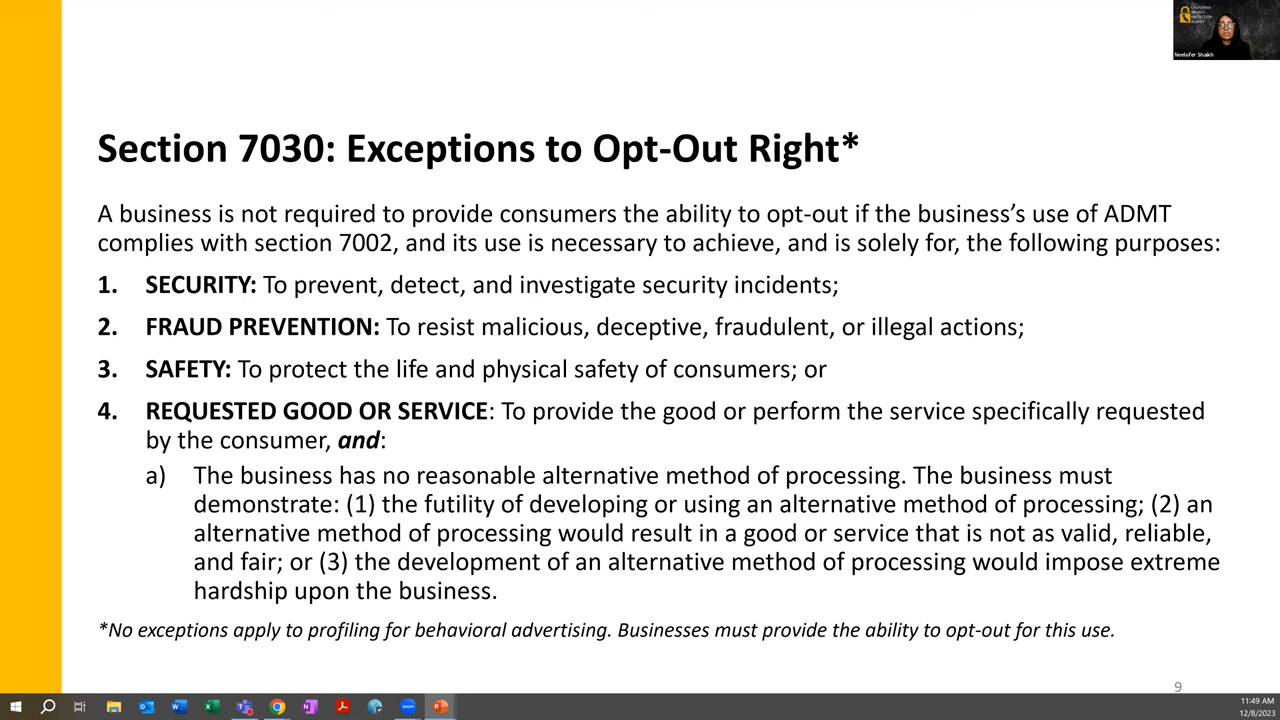 CALIFORNIA
PRIVACY
PROTECTION
AGENCY
Neelofer Shaikh
Section 7030: Exceptions to Opt-Out Right*
A business is not required to provide consumers the ability to opt-out if the business’s use of ADMT
complies with section 7002, and its use is necessary to achieve, and is solely for, the following purposes:
1. SECURITY: To prevent, detect, and investigate security incidents;
2. FRAUD PREVENTION: To resist malicious, deceptive, fraudulent, or illegal actions;
3. SAFETY: To protect the life and physical safety of consumers; or
4. REQUESTED GOOD OR SERVICE: To provide the good or perform the service specifically requested
by the consumer, and:
a) The business has no reasonable alternative method of processing. The business must
demonstrate: (1) the futility of developing or using an alternative method of processing; (2) an
alternative method of processing would result in a good or service that is not as valid, reliable,
and fair; or (3) the development of an alternative method of processing would impose extreme
hardship upon the business.
*No exceptions apply to profiling for behavioral advertising. Businesses must provide the ability to opt-out for this use.
9
11:49 AM
12/8/2023